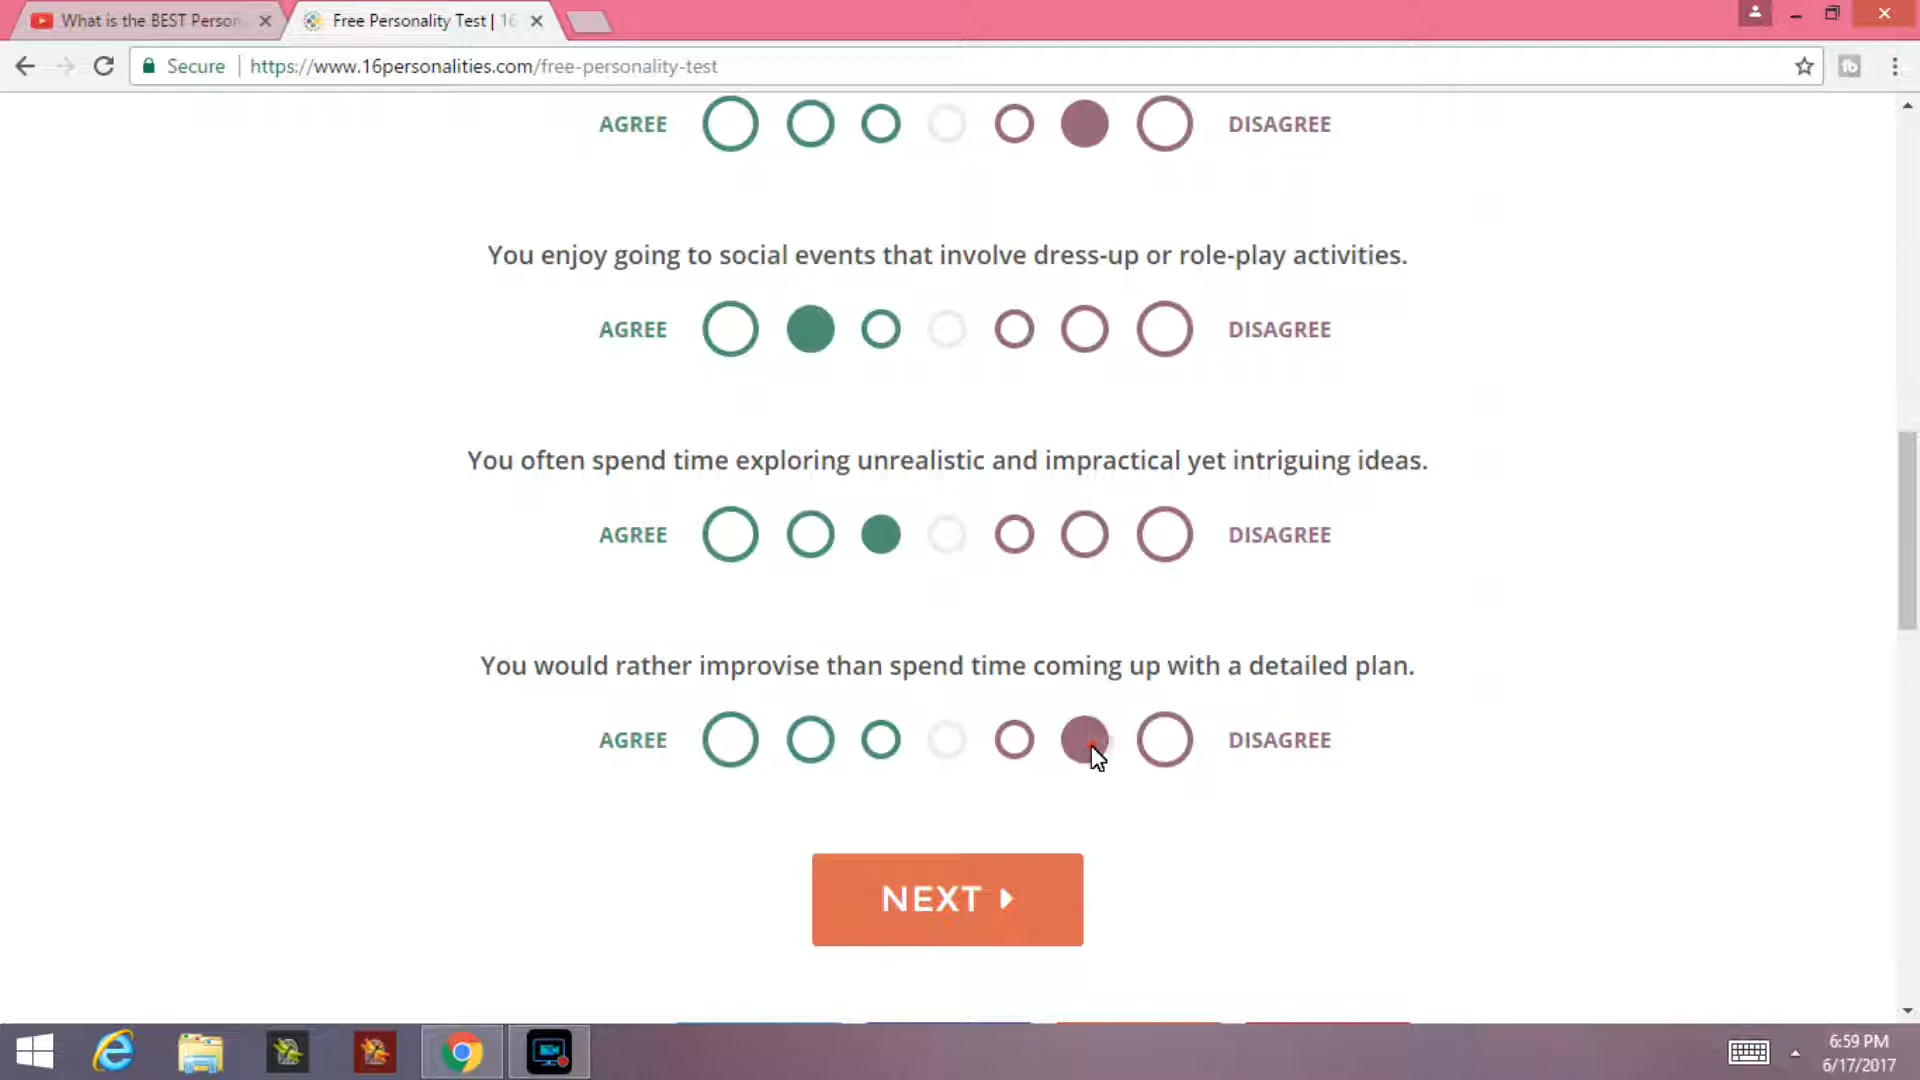 What is the BEST Person
Free Personality Test | 16
Secure
https://www.16personalities.com/free-personality-test
AGREE DISAGREE
You enjoy going to social events that involve dress-up or role-play activities.
AGREE DISAGREE
You often spend time exploring unrealistic and impractical yet intriguing ideas.
AGREE DISAGREE
You would rather improvise than spend time coming up with a detailed plan.
AGREE DISAGREE
NEXT
6:59 PM
6/17/2017